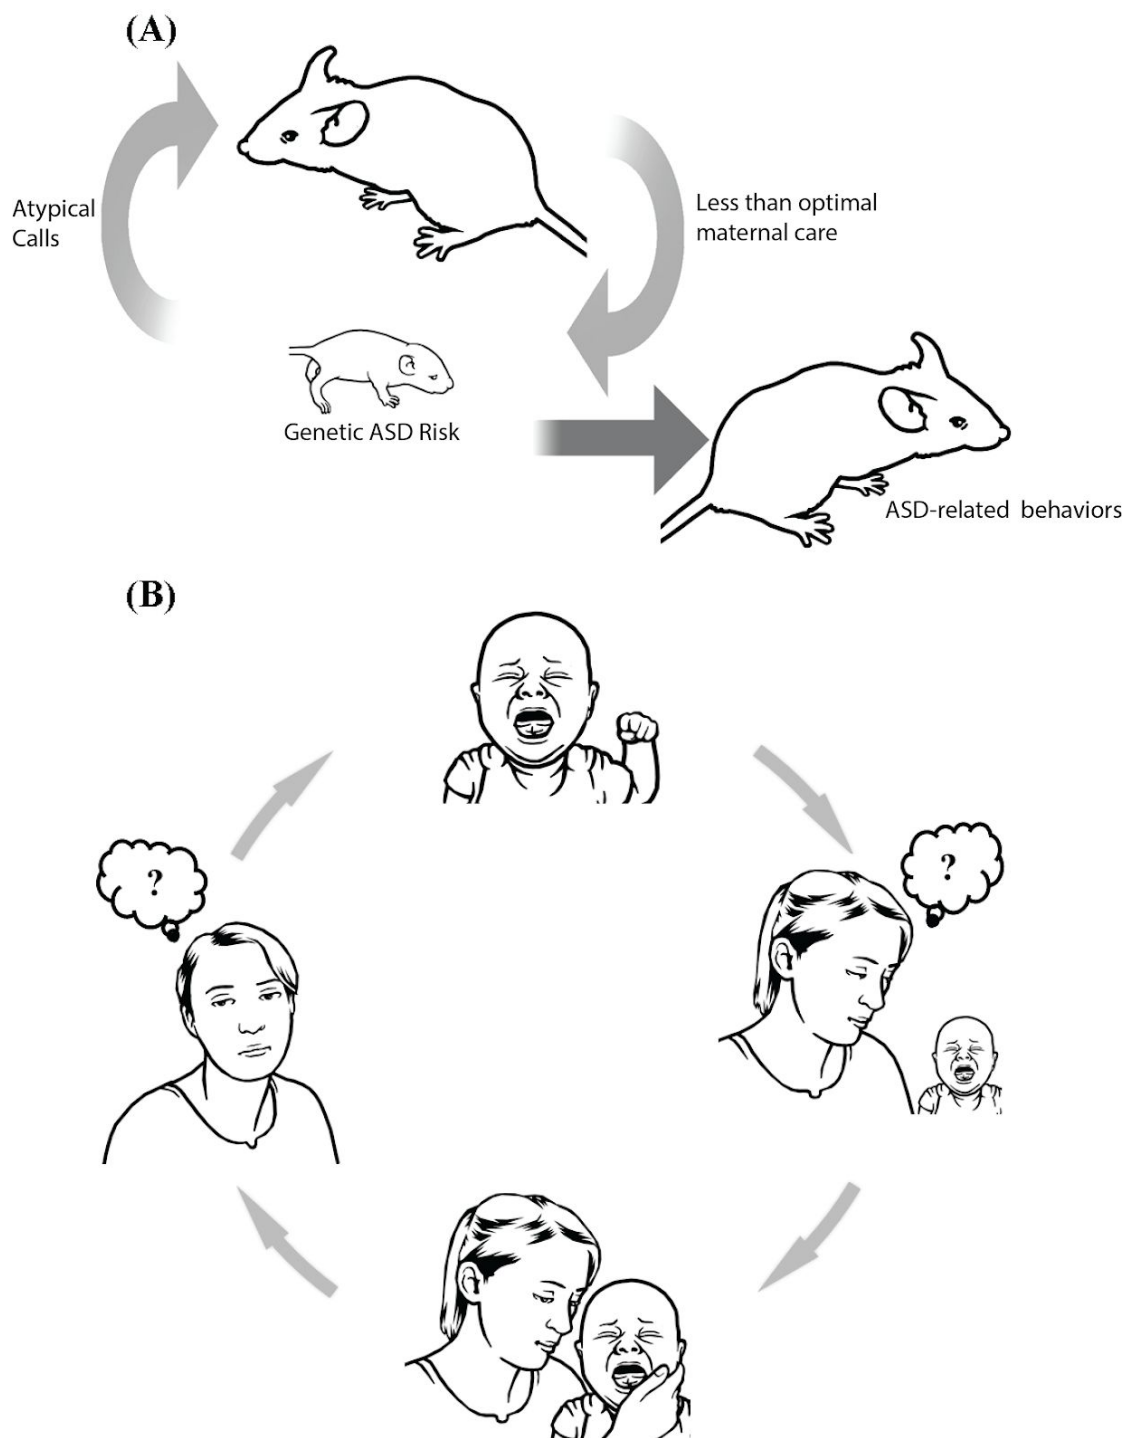 (A)
Atypical
Calls
Less than optimal
maternal care
Genetic ASD Risk
ASD-related behaviors
(B)
?
?